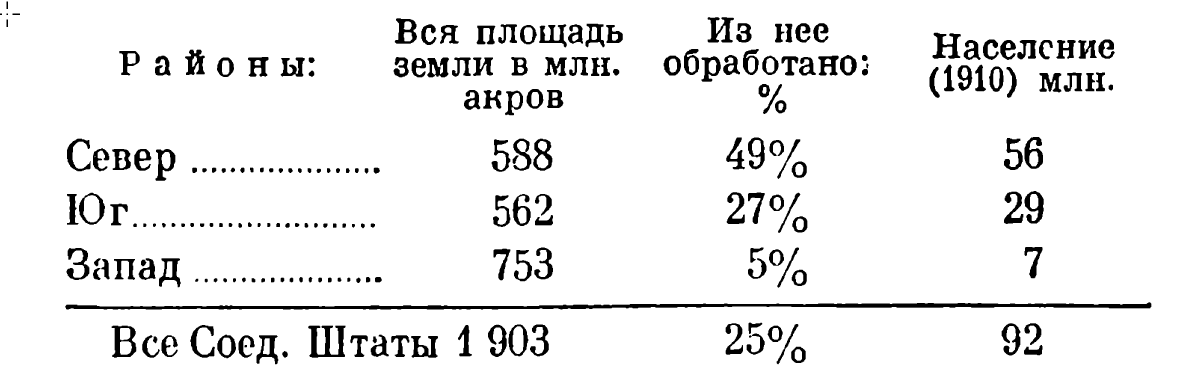 Районы: Вся площадь земли в млн. акров Из нее обработано: % Население (1910) млн.
Север .................... 588 49% 56
Юг.......................... 562 27% 29
Запад .................... 753 5% 7
Все Соед. Штаты 1 903 25% 92